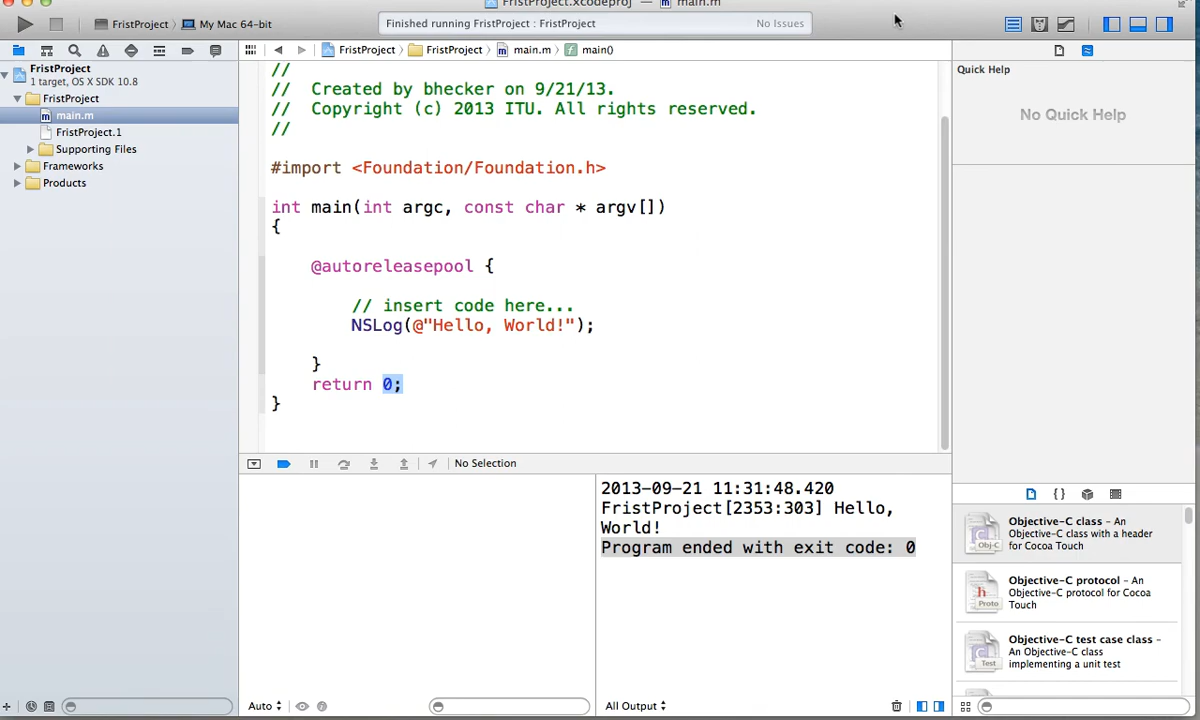 FristProject.xcodeproj — main.m
FristProject
My Mac 64-bit
Finished running FristProject : FristProject
No Issues
FristProject
FristProject
main.m
main()
FristProject
1 target, OS X SDK 10.8
FristProject
main.m
FristProject.1
Supporting Files
Frameworks
Products
//
//  Created by bhecker on 9/21/13.
//  Copyright (c) 2013 ITU. All rights reserved.
//
#import <Foundation/Foundation.h>
int main(int argc, const char * argv[])
{
@autoreleasepool {
// insert code here...
NSLog(@"Hello, World!");
}
return 0;
}
No Selection
2013-09-21 11:31:48.420
FristProject[2353:303] Hello,
World!
Program ended with exit code: 0
Auto
All Output
Quick Help
No Quick Help
{ }
Obj-C
Objective-C class – An
Objective-C class with a header
for Cocoa Touch
Proto
Objective-C protocol – An
Objective-C protocol for Cocoa
Touch
Test
Objective-C test case class –
An Objective-C class
implementing a unit test